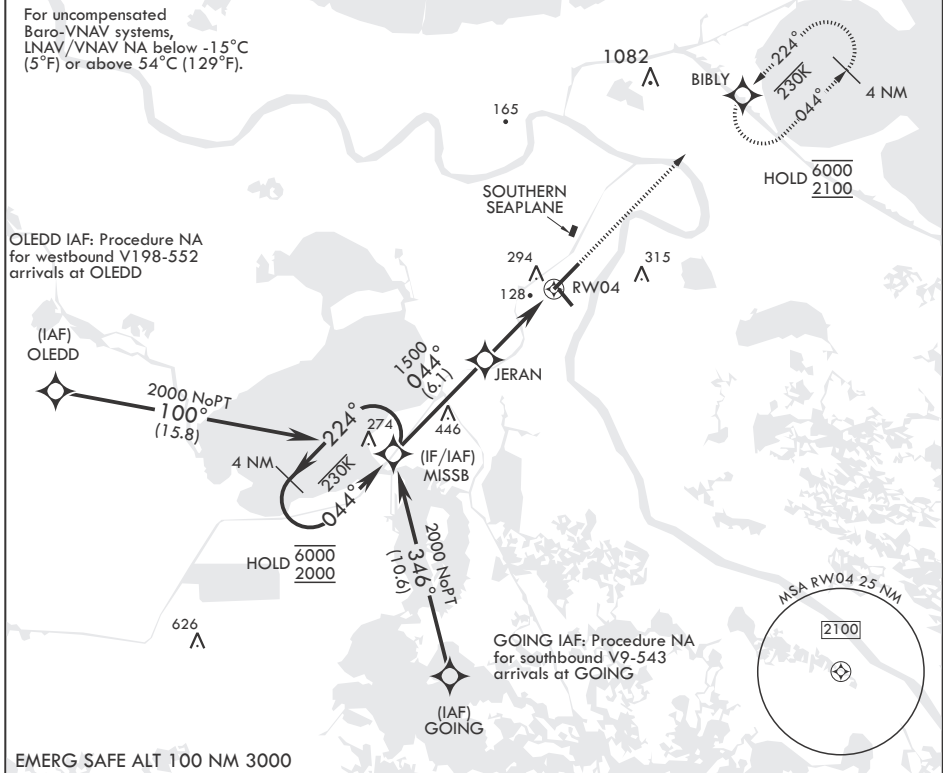 For uncompensated
Baro-VNAV systems,
LNAV/VNAV NA below -15°C
(5°F) or above 54°C (129°F).
1082
BIBLY
224°
230K
044°
4 NM
165
HOLD 6000
2100
SOUTHERN
SEAPLANE
OLEDD IAF: Procedure NA
for westbound V198-552
arrivals at OLEDD
294
315
128
RW04
(IAF)
OLEDD
1500
044°
(6.1)
JERAN
2000 NoPT
100°
(15.8)
224°
274
446
4 NM
230K
044°
(IF/IAF)
MISSB
HOLD 6000
2000
2000 NoPT
346°
(10.6)
MSA RW04 25 NM
2100
626
GOING IAF: Procedure NA
for southbound V9-543
arrivals at GOING
(IAF)
GOING
EMERG SAFE ALT 100 NM 3000